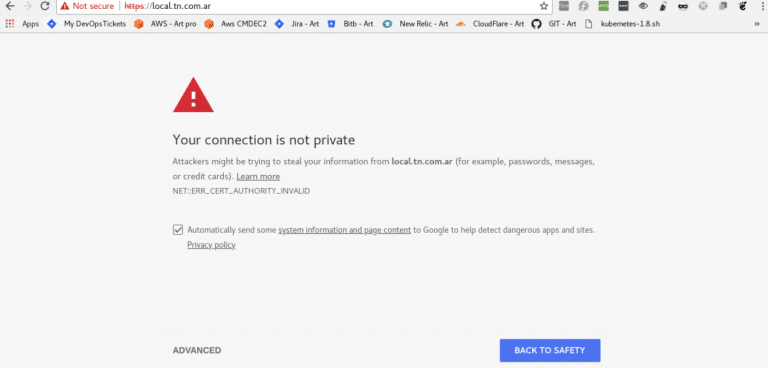 Not secure https://local.tn.com.ar
Apps My DevOpsTickets AWS - Art pro Aws CMDEC2 Jira - Art Bitb - Art New Relic - Art CloudFlare - Art GIT - Art kubernetes-1.8.sh »
Your connection is not private
Attackers might be trying to steal your information from local.tn.com.ar (for example, passwords, messages,
or credit cards). Learn more
NET::ERR_CERT_AUTHORITY_INVALID
Automatically send some system information and page content to Google to help detect dangerous apps and sites.
Privacy policy
ADVANCED BACK TO SAFETY